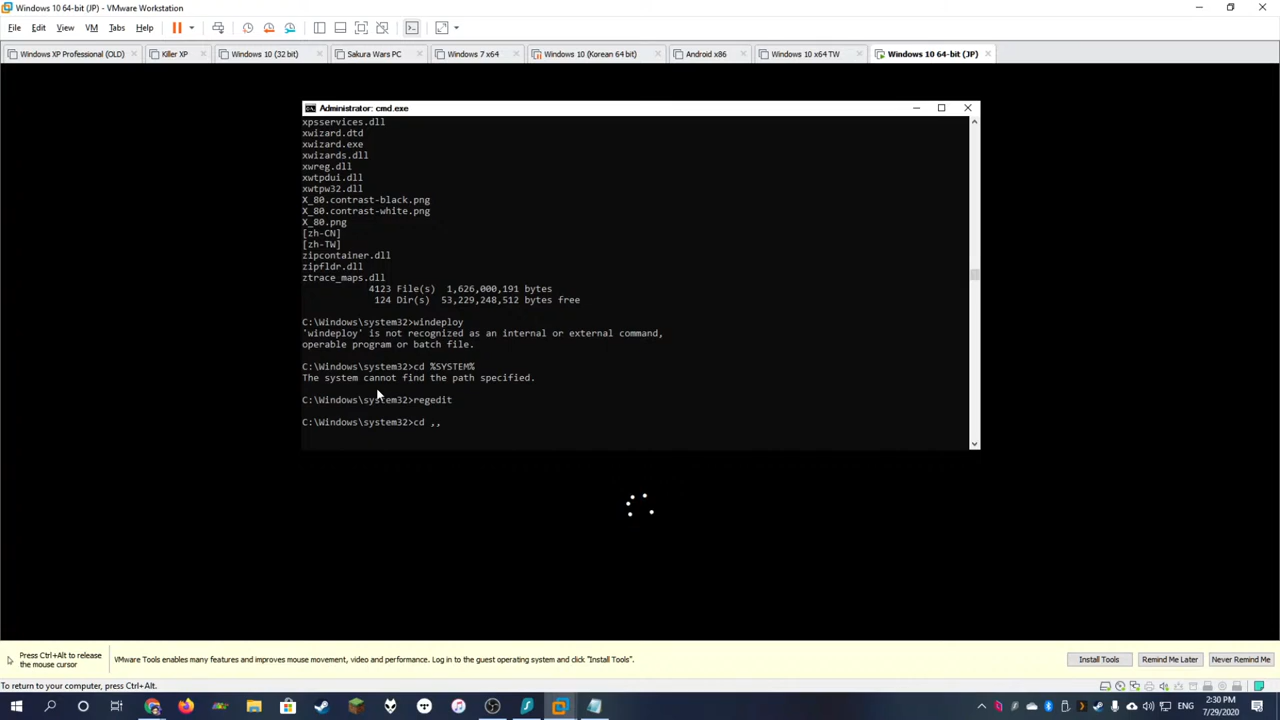 Windows 10 64-bit (JP) - VMware Workstation
File Edit View VM Tabs Help
Windows XP Professional (OLD) Killer XP Windows 10 (32 bit) Sakura Wars PC Windows 7 x64 Windows 10 (Korean 64 bit) Android x86 Windows 10 x64 TW Windows 10 64-bit (JP)
Administrator: cmd.exe
xpsservices.dll
xwizard.dtd
xwizard.exe
xwizards.dll
xwreg.dll
xwtpdui.dll
xwtpw32.dll
X_80.contrast-black.png
X_80.contrast-white.png
X_80.png
[zh-CN]
[zh-TW]
zipcontainer.dll
zipfldr.dll
ztrace_maps.dll
4123 File(s) 1,626,000,191 bytes
124 Dir(s) 53,229,248,512 bytes free
C:\Windows\system32>windeploy
'windeploy' is not recognized as an internal or external command,
operable program or batch file.
C:\Windows\system32>cd %SYSTEM%
The system cannot find the path specified.
C:\Windows\system32>regedit
C:\Windows\system32>cd ,,
Press Ctrl+Alt to release
the mouse cursor
VMware Tools enables many features and improves mouse movement, video and performance. Log in to the guest operating system and click "Install Tools".
Install Tools Remind Me Later Never Remind Me
To return to your computer, press Ctrl+Alt.
ENG
2:30 PM
7/29/2020